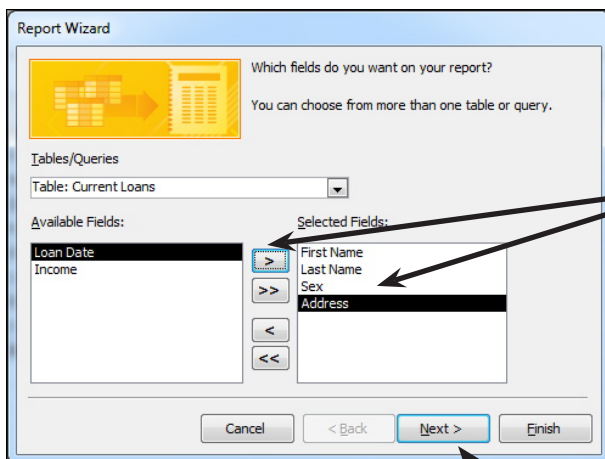 Report Wizard
Which fields do you want on your report?
You can choose from more than one table or query.
Tables/Queries
Table: Current Loans
Available Fields:
Selected Fields:
Loan Date
Income
>
>>
<
<<
First Name
Last Name
Sex
Address
Cancel
< Back
Next >
Finish